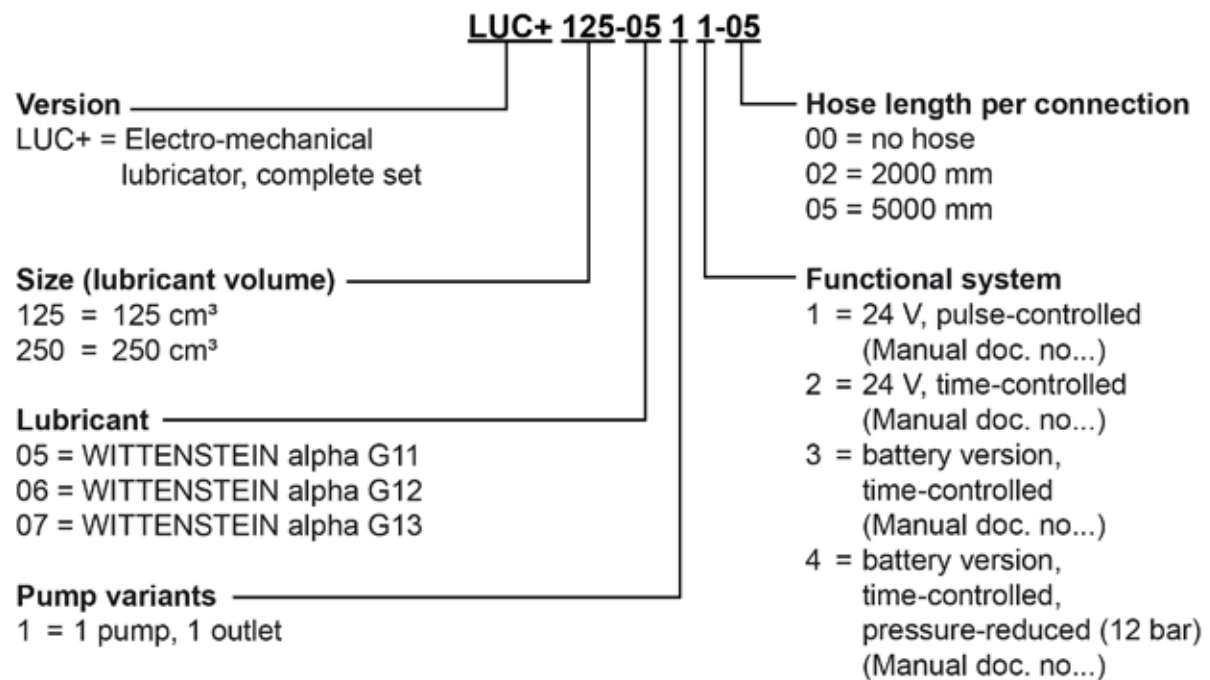 LUC+ 125-05 1 1-05
Version
LUC+ = Electro-mechanical
lubricator, complete set
Size (lubricant volume)
125 = 125 cm³
250 = 250 cm³
Lubricant
05 = WITTENSTEIN alpha G11
06 = WITTENSTEIN alpha G12
07 = WITTENSTEIN alpha G13
Pump variants
1 = 1 pump, 1 outlet
Hose length per connection
00 = no hose
02 = 2000 mm
05 = 5000 mm
Functional system
1 = 24 V, pulse-controlled
(Manual doc. no...)
2 = 24 V, time-controlled
(Manual doc. no...)
3 = battery version,
time-controlled
(Manual doc. no...)
4 = battery version,
time-controlled,
pressure-reduced (12 bar)
(Manual doc. no...)